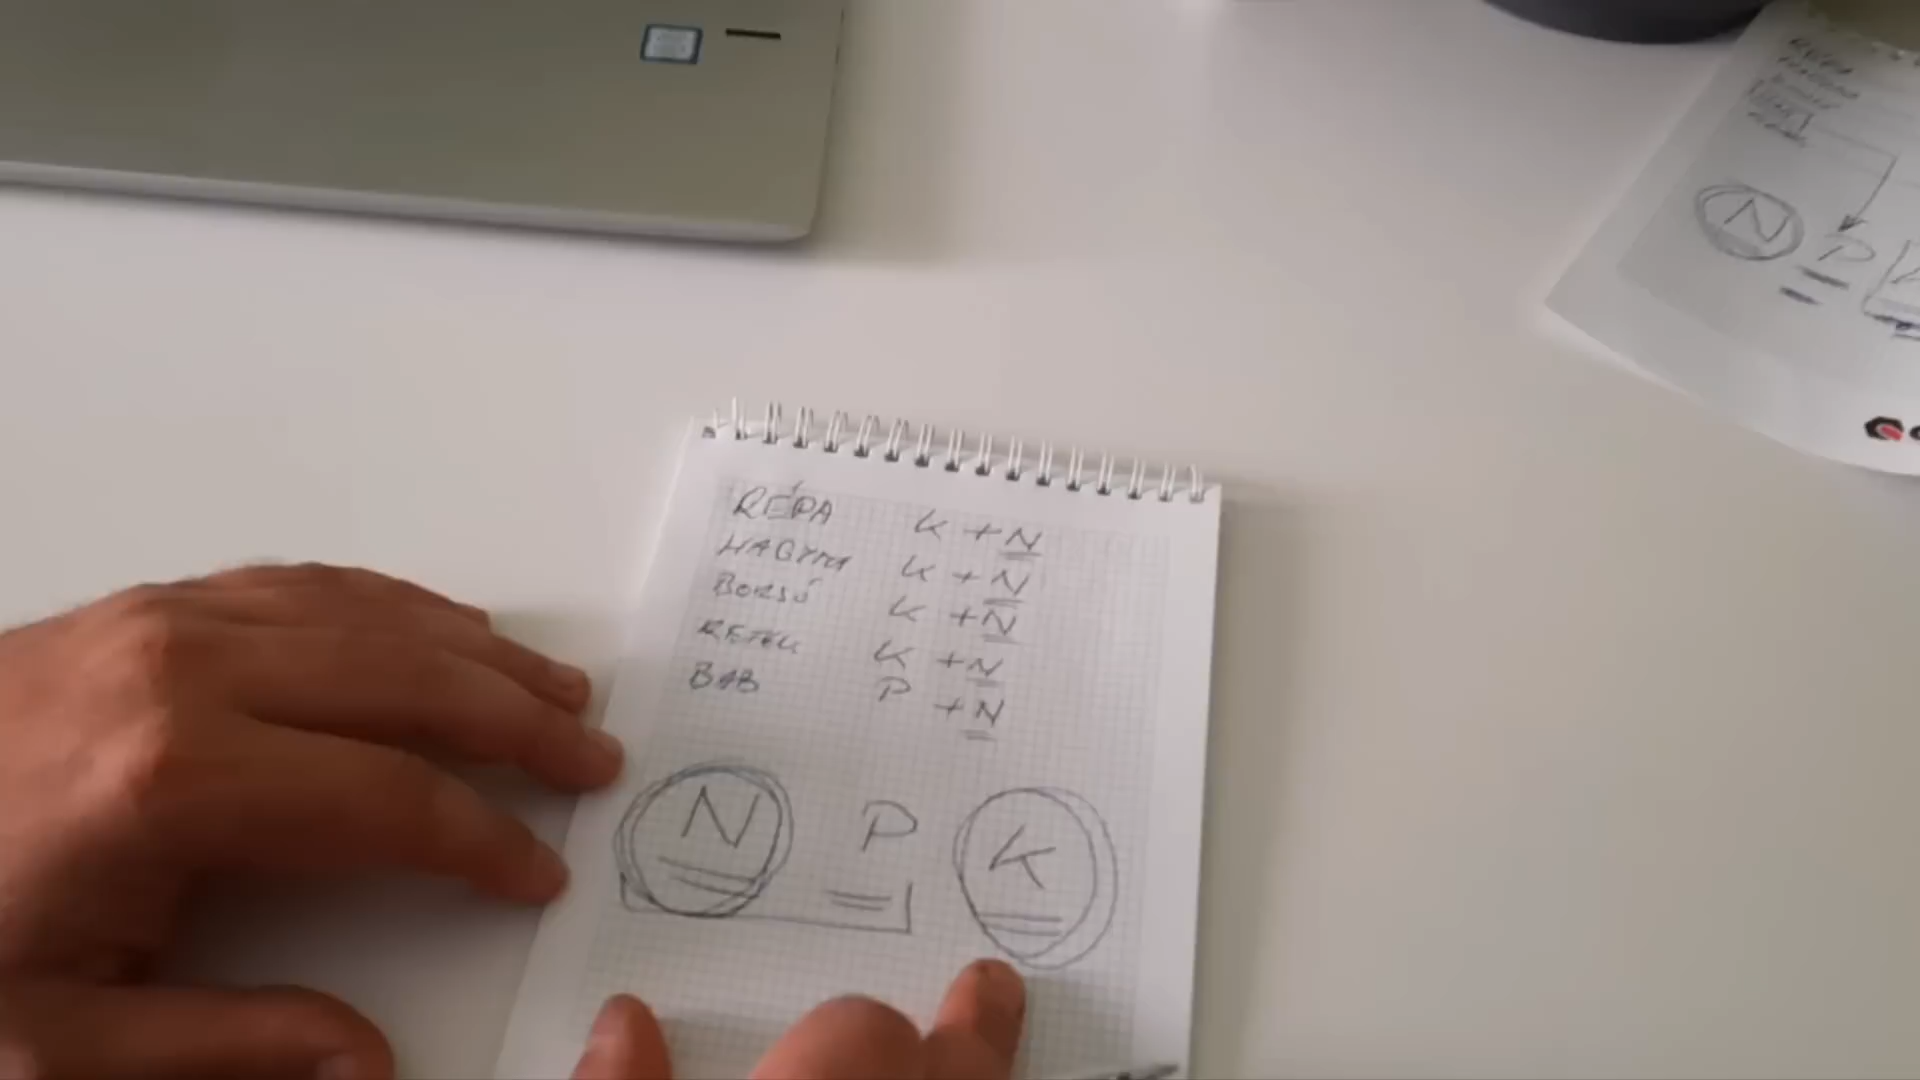 RÉPA K + N
HAGYMA K + N
BORSÓ K + N
RETEK K + N
BAB P + N
N P K
N P